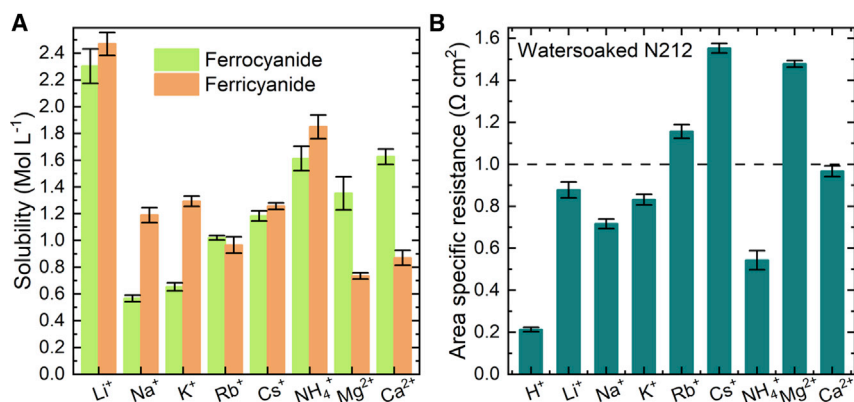 A
Solubility (Mol L⁻¹)
2.4
2.2
2.0
1.8
1.6
1.4
1.2
1.0
0.8
0.6
0.4
0.2
0.0
Ferrocyanide
Ferricyanide
Li⁺ Na⁺ K⁺ Rb⁺ Cs⁺ NH₄⁺ Mg²⁺ Ca²⁺
B
Area specific resistance (Ω cm²)
1.6
1.4
1.2
1.0
0.8
0.6
0.4
0.2
0.0
Watersoaked N212
H⁺ Li⁺ Na⁺ K⁺ Rb⁺ Cs⁺ NH₄⁺ Mg²⁺ Ca²⁺